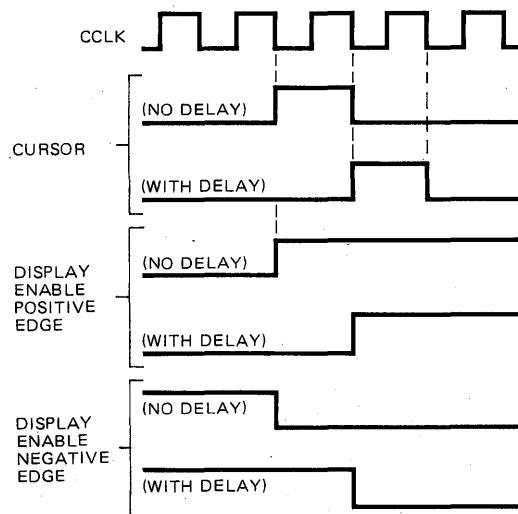 CCLK
(NO DELAY)
CURSOR
(WITH DELAY)
(NO DELAY)
DISPLAY
ENABLE
POSITIVE
EDGE
(WITH DELAY)
(NO DELAY)
DISPLAY
ENABLE
NEGATIVE
EDGE
(WITH DELAY)